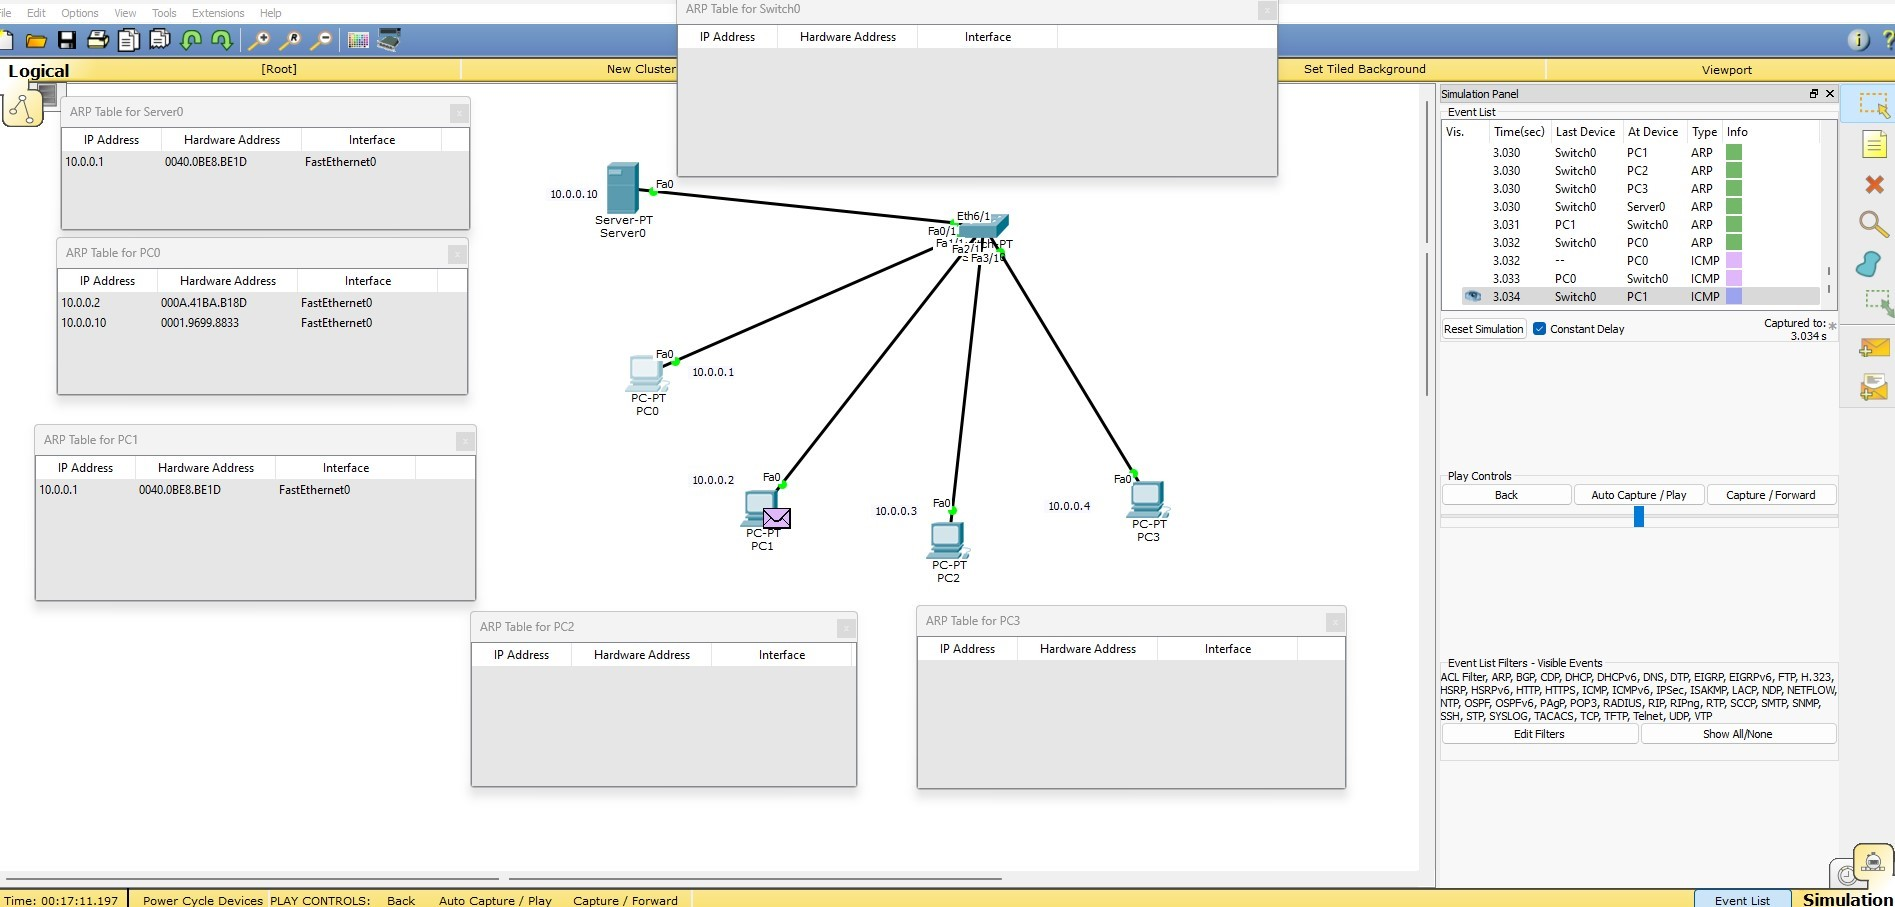 ARP Table for Switch0
IP Address Hardware Address Interface
File Edit Options View Tools Extensions Help
Logical [Root] New Cluster Set Tiled Background Viewport
ARP Table for Server0
IP Address Hardware Address Interface
10.0.0.1 0040.0BE8.BE1D FastEthernet0
ARP Table for PC0
IP Address Hardware Address Interface
10.0.0.2 000A.41BA.B18D FastEthernet0
10.0.0.10 0001.9699.8833 FastEthernet0
ARP Table for PC1
IP Address Hardware Address Interface
10.0.0.1 0040.0BE8.BE1D FastEthernet0
ARP Table for PC2
IP Address Hardware Address Interface
ARP Table for PC3
IP Address Hardware Address Interface
10.0.0.10
Fa0
Server-PT
Server0
Eth6/1
Fa0/1
Fa1/1
Fa2/1
Fa3/1
Fa0
10.0.0.1
PC-PT
PC0
10.0.0.2
Fa0
PC-PT
PC1
10.0.0.3
Fa0
PC-PT
PC2
10.0.0.4
Fa0
PC-PT
PC3
Simulation Panel
Event List
Vis. Time(sec) Last Device At Device Type Info
3.030 Switch0 PC1 ARP
3.030 Switch0 PC2 ARP
3.030 Switch0 PC3 ARP
3.030 Switch0 Server0 ARP
3.031 PC1 Switch0 ARP
3.032 Switch0 PC0 ARP
3.032 -- PC0 ICMP
3.033 PC0 Switch0 ICMP
3.034 Switch0 PC1 ICMP
Reset Simulation Constant Delay Captured to: *
3.034 s
Play Controls
Back Auto Capture / Play Capture / Forward
Event List Filters - Visible Events
ACL Filter, ARP, BGP, CDP, DHCP, DHCPv6, DNS, DTP, EIGRP, EIGRPv6, FTP, H.323,
HSRP, HSRPv6, HTTP, HTTPS, ICMP, ICMPv6, IPSec, ISAKMP, LACP, NDP, NETFLOW,
NTP, OSPF, OSPFv6, PAgP, POP3, RADIUS, RIP, RIPng, RTP, SCCP, SMTP, SNMP,
SSH, STP, SYSLOG, TACACS, TCP, TFTP, Telnet, UDP, VTP
Edit Filters Show All/None
Time: 00:17:11.197 Power Cycle Devices PLAY CONTROLS: Back Auto Capture / Play Capture / Forward Event List Simulation